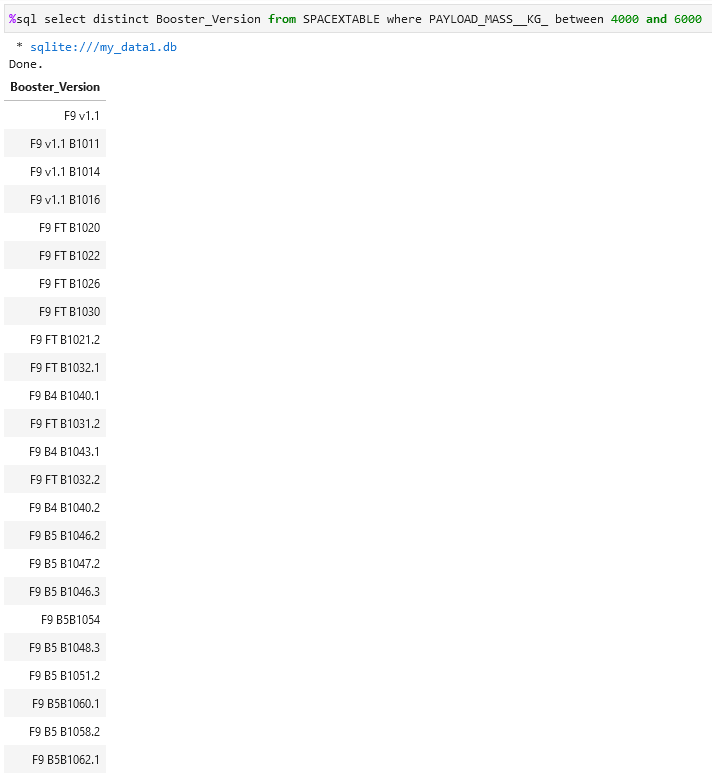 %sql select distinct Booster_Version from SPACEXTABLE where PAYLOAD_MASS__KG_ between 4000 and 6000
* sqlite:///my_data1.db
Done.
Booster_Version
F9 v1.1
F9 v1.1 B1011
F9 v1.1 B1014
F9 v1.1 B1016
F9 FT B1020
F9 FT B1022
F9 FT B1026
F9 FT B1030
F9 FT B1021.2
F9 FT B1032.1
F9 B4 B1040.1
F9 FT B1031.2
F9 B4 B1043.1
F9 FT B1032.2
F9 B4 B1040.2
F9 B5 B1046.2
F9 B5 B1047.2
F9 B5 B1046.3
F9 B5B1054
F9 B5 B1048.3
F9 B5 B1051.2
F9 B5B1060.1
F9 B5 B1058.2
F9 B5B1062.1